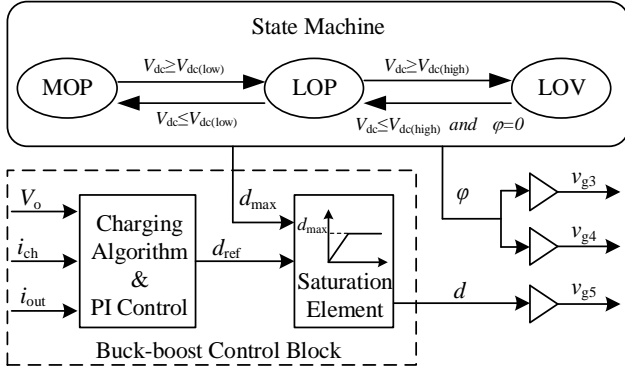 State Machine
MOP
V_dc≥V_dc(low)
LOP
V_dc≥V_dc(high)
LOV
V_dc≤V_dc(low)
V_dc≤V_dc(high) and φ=0
V_o
i_ch
i_out
Charging
Algorithm
&
PI Control
d_ref
d_max
d_max
Saturation
Element
φ
d
v_g3
v_g4
v_g5
Buck-boost Control Block